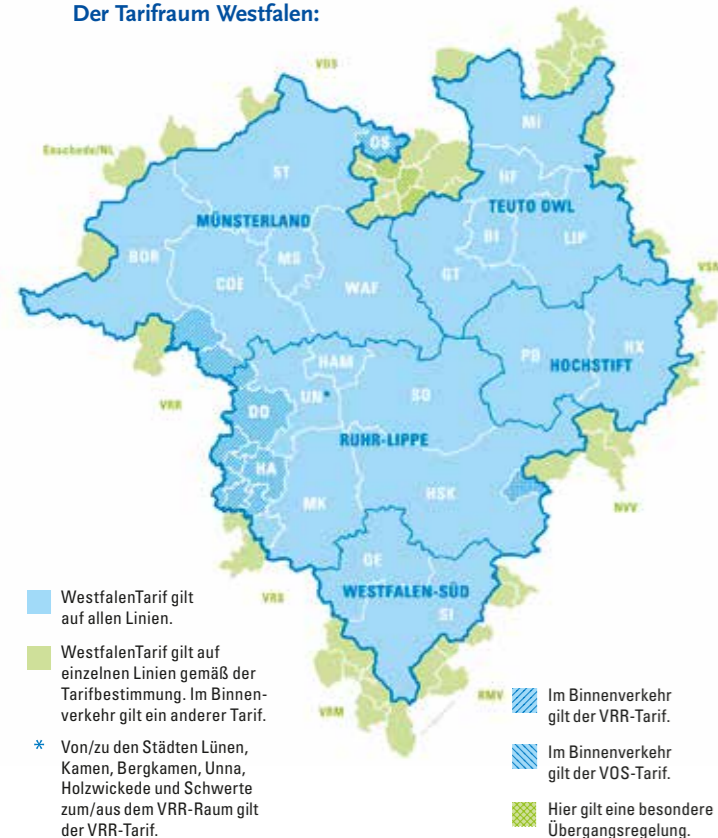 Der Tarifraum Westfalen:
VOS
Enschede/NL
OS
MI
ST
HF
TEUTO OWL
MÜNSTERLAND
BI
LIP
BOR
MS
GT
COE
WAF
PB
HX
HOCHSTIFT
HAM
VRR
DO
UN*
SO
RUHR-LIPPE
HA
HSK
MK
NVV
OE
VRS
WESTFALEN-SÜD
SI
RMV
VRM
WestfalenTarif gilt
auf allen Linien.
WestfalenTarif gilt auf
einzelnen Linien gemäß der
Tarifbestimmung. Im Binnen-
verkehr gilt ein anderer Tarif.
* Von/zu den Städten Lünen,
Kamen, Bergkamen, Unna,
Holzwickede und Schwerte
zum/aus dem VRR-Raum gilt
der VRR-Tarif.
Im Binnenverkehr
gilt der VRR-Tarif.
Im Binnenverkehr
gilt der VOS-Tarif.
Hier gilt eine besondere
Übergangsregelung.